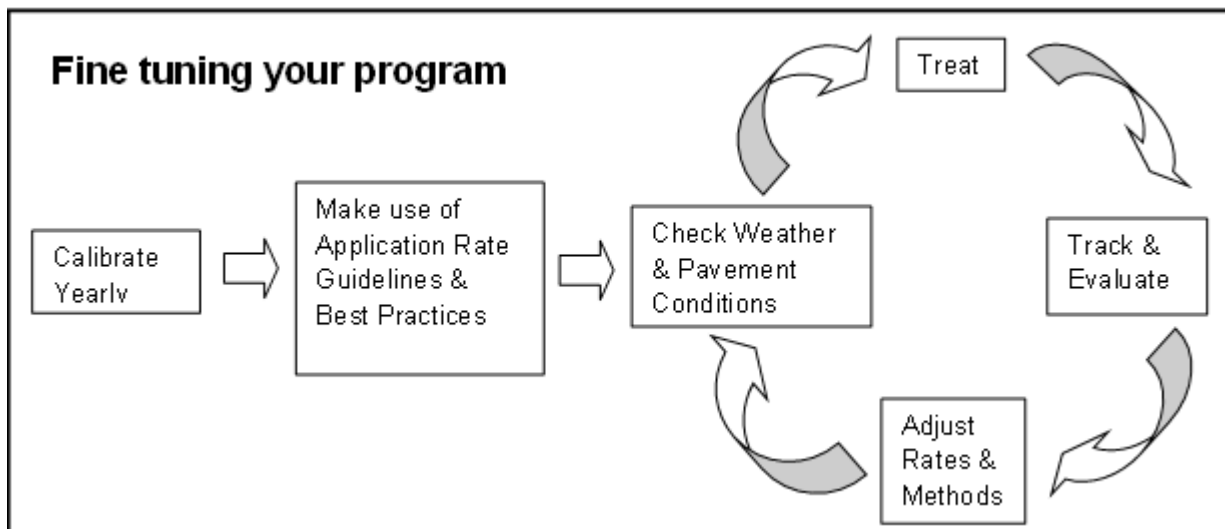 Fine tuning your program
Calibrate
Yearly
Make use of
Application Rate
Guidelines &
Best Practices
Check Weather
& Pavement
Conditions
Treat
Track &
Evaluate
Adjust
Rates &
Methods